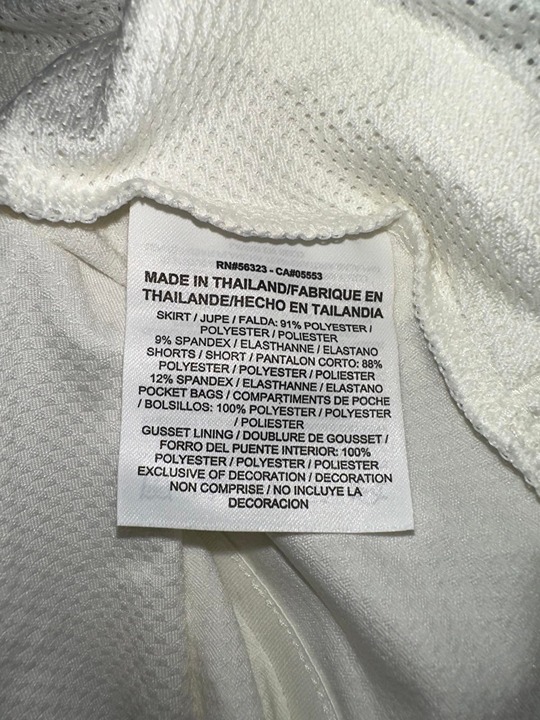 RN#56323 - CA#05553
MADE IN THAILAND/FABRIQUE EN
THAILANDE/HECHO EN TAILANDIA
SKIRT / JUPE / FALDA: 91% POLYESTER /
POLYESTER / POLIESTER
9% SPANDEX / ELASTHANNE / ELASTANO
SHORTS / SHORT / PANTALON CORTO: 88%
POLYESTER / POLYESTER / POLIESTER
12% SPANDEX / ELASTHANNE / ELASTANO
POCKET BAGS / COMPARTIMENTS DE POCHE
/ BOLSILLOS: 100% POLYESTER / POLYESTER
/ POLIESTER
GUSSET LINING / DOUBLURE DE GOUSSET /
FORRO DEL PUENTE INTERIOR: 100%
POLYESTER / POLYESTER / POLIESTER
EXCLUSIVE OF DECORATION / DECORATION
NON COMPRISE / NO INCLUYE LA
DECORACION